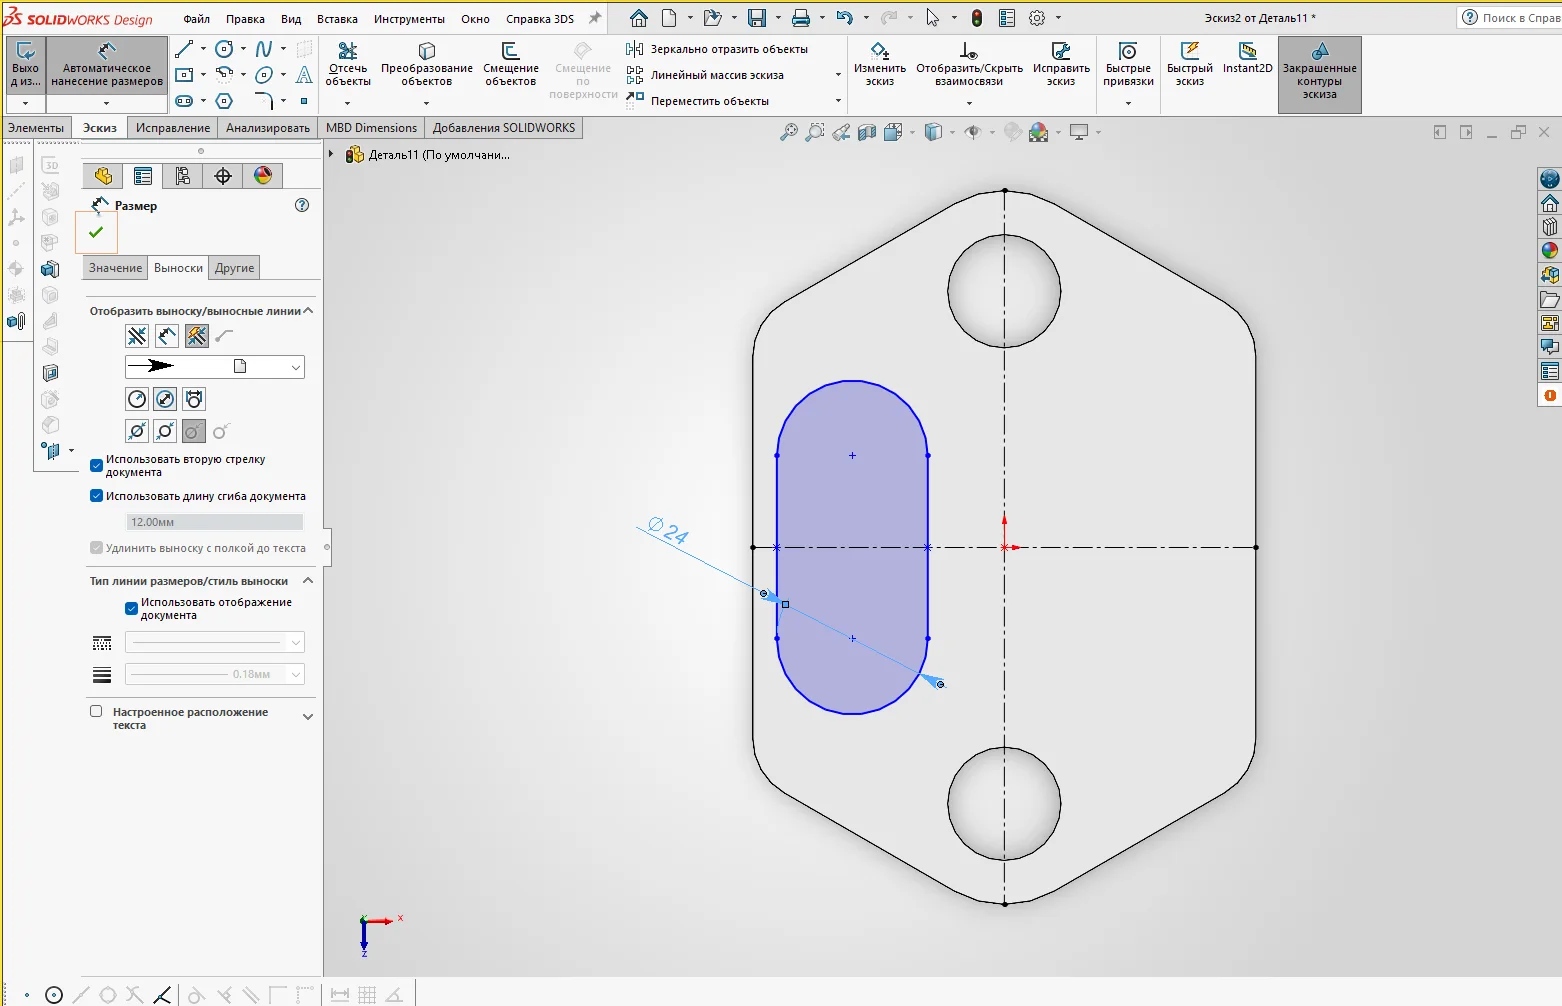 SOLIDWORKS Design
Файл Правка Вид Вставка Инструменты Окно Справка 3DS
Эскиз2 от Деталь11 *
Поиск в Справ
Выхо
д из...
Автоматическое
нанесение размеров
Отсечь
объекты
Преобразование
объектов
Смещение
объектов
Смещение
по
поверхности
Зеркально отразить объекты
Линейный массив эскиза
Переместить объекты
Изменить
эскиз
Отобразить/Скрыть
взаимосвязи
Исправить
эскиз
Быстрые
привязки
Быстрый
эскиз
Instant2D
Закрашенные
контуры
эскиза
Элементы Эскиз Исправление Анализировать MBD Dimensions Добавления SOLIDWORKS
Деталь11 (По умолчани...
3D
Размер
Значение Выноски Другие
Отобразить выноску/выносные линии
Использовать вторую стрелку
документа
Использовать длину сгиба документа
12.00мм
Удлинить выноску с полкой до текста
Тип линии размеров/стиль выноски
Использовать отображение
документа
0.18мм
Настроенное расположение
текста
∅ 24
X
Y
Z